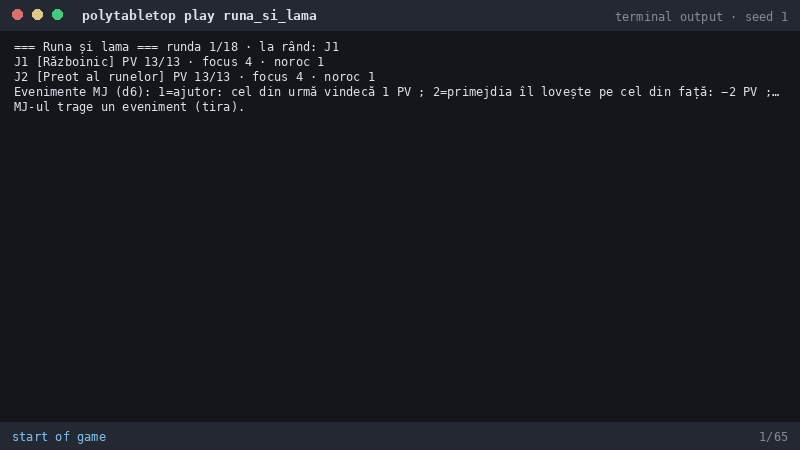 polytabletop play runa_si_lama
terminal output · seed 1
=== Runa și lama === runda 1/18 · la rând: J1
J1 [Războinic] PV 13/13 · focus 4 · noroc 1
J2 [Preot al runelor] PV 13/13 · focus 4 · noroc 1
Evenimente MJ (d6): 1=ajutor: cel din urmă vindecă 1 PV ; 2=primejdia îl lovește pe cel din față: −2 PV ;…
MJ-ul trage un eveniment (tira).
start of game
1/65